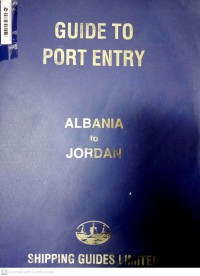 GUIDE TO
PORT ENTRY
ALBANIA
to
JORDAN
SHIPPING GUIDES LIMITED